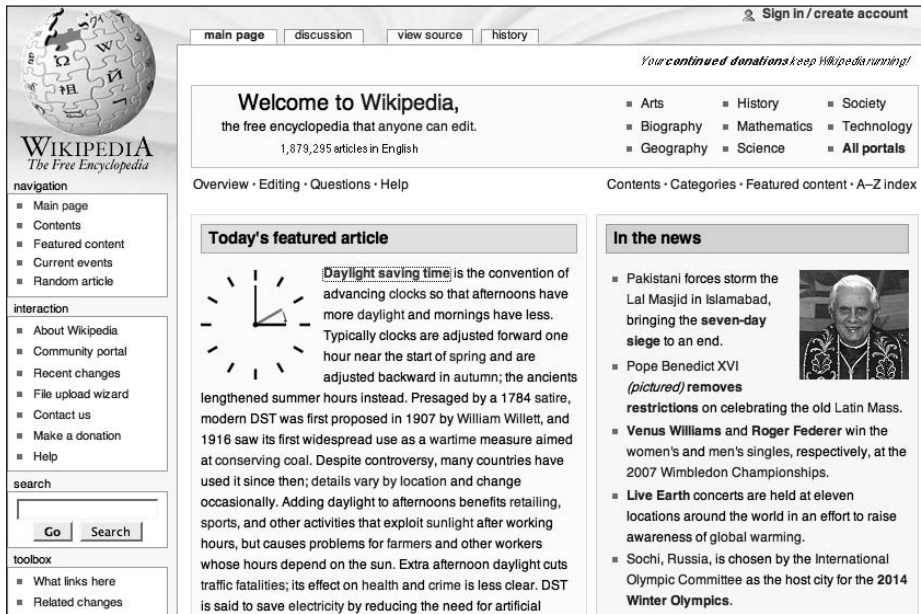 Sign in / create account
main page discussion view source history
Your continued donations keep Wikipedia running!
Ω W И 祖
WIKIPEDIA
The Free Encyclopedia
Welcome to Wikipedia,
the free encyclopedia that anyone can edit.
1,879,295 articles in English
Arts History Society
Biography Mathematics Technology
Geography Science All portals
Overview · Editing · Questions · Help
Contents · Categories · Featured content · A–Z index
navigation
Main page
Contents
Featured content
Current events
Random article
interaction
About Wikipedia
Community portal
Recent changes
File upload wizard
Contact us
Make a donation
Help
search
Go Search
toolbox
What links here
Related changes
Today's featured article
Daylight saving time is the convention of
advancing clocks so that afternoons have
more daylight and mornings have less.
Typically clocks are adjusted forward one
hour near the start of spring and are
adjusted backward in autumn; the ancients
lengthened summer hours instead. Presaged by a 1784 satire,
modern DST was first proposed in 1907 by William Willett, and
1916 saw its first widespread use as a wartime measure aimed
at conserving coal. Despite controversy, many countries have
used it since then; details vary by location and change
occasionally. Adding daylight to afternoons benefits retailing,
sports, and other activities that exploit sunlight after working
hours, but causes problems for farmers and other workers
whose hours depend on the sun. Extra afternoon daylight cuts
traffic fatalities; its effect on health and crime is less clear. DST
is said to save electricity by reducing the need for artificial
In the news
Pakistani forces storm the
Lal Masjid in Islamabad,
bringing the seven-day
siege to an end.
Pope Benedict XVI
(pictured) removes
restrictions on celebrating the old Latin Mass.
Venus Williams and Roger Federer win the
women's and men's singles, respectively, at the
2007 Wimbledon Championships.
Live Earth concerts are held at eleven
locations around the world in an effort to raise
awareness of global warming.
Sochi, Russia, is chosen by the International
Olympic Committee as the host city for the 2014
Winter Olympics.